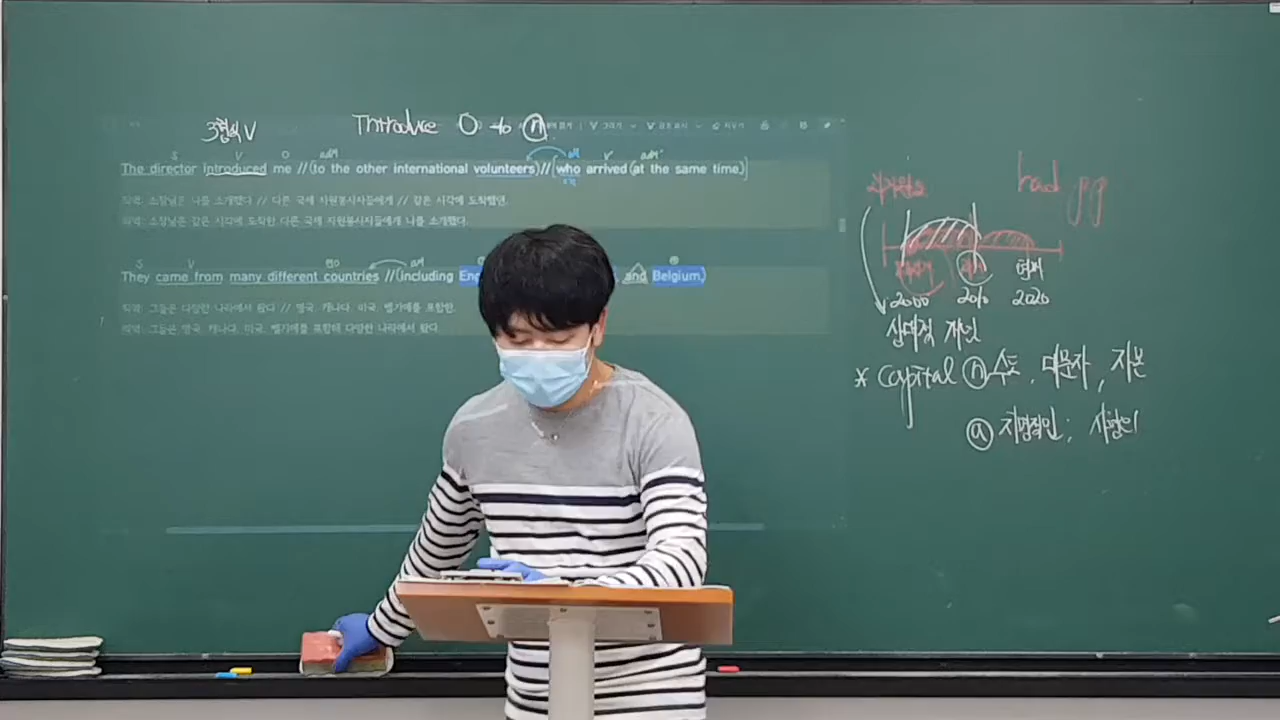 3형식 V Introduce O to ⓝ
S V O
The director introduced me //(to the other international volunteers)//(who arrived (at the same time.)
직역: 소장님은 나를 소개했다 // 다른 국제 자원봉사자들에게 // 같은 시각에 도착했던.
의역: 소장님은 같은 시각에 도착한 다른 국제 자원봉사자들에게 나를 소개했다.
S V
They came from many different countries //(including Eng and Belgium.)
직역: 그들은 다양한 나라에서 왔다 // 영국, 캐나다, 미국, 벨기에를 포함한.
의역: 그들은 영국, 캐나다, 미국, 벨기에를 포함해 다양한 나라에서 왔다.
had pp
현재
2000 2010 2020
상대적 개념
* Capital ⓝ 수도, 대문자, 자본
ⓐ 치명적인; 사형의